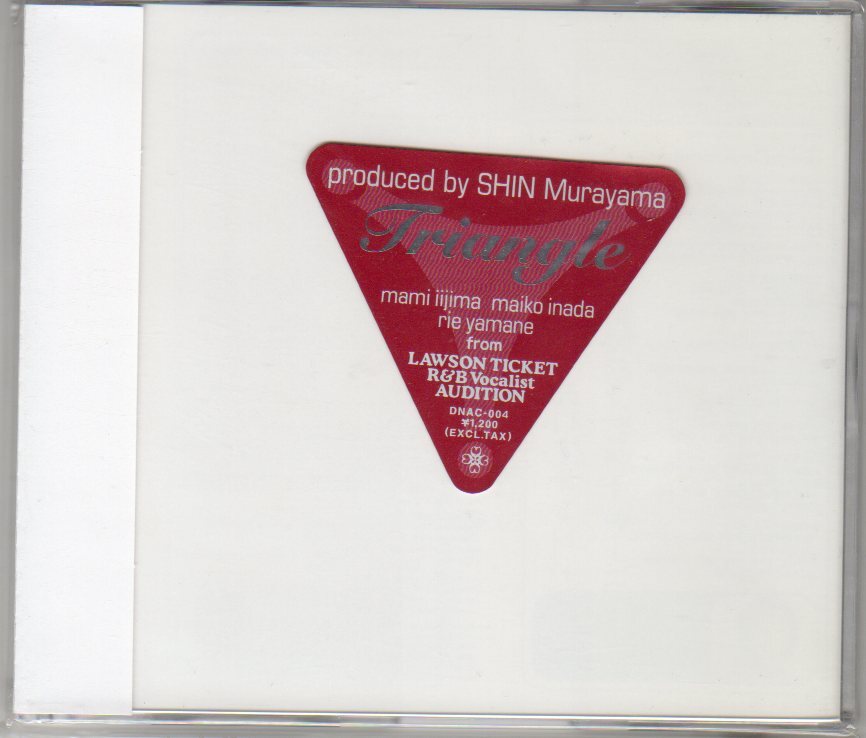 produced by SHIN Murayama
Triangle
mami iijima maiko inada
rie yamane
from
LAWSON TICKET
R&B Vocalist
AUDITION
DNAC-004
¥1,200
(EXCL.TAX)